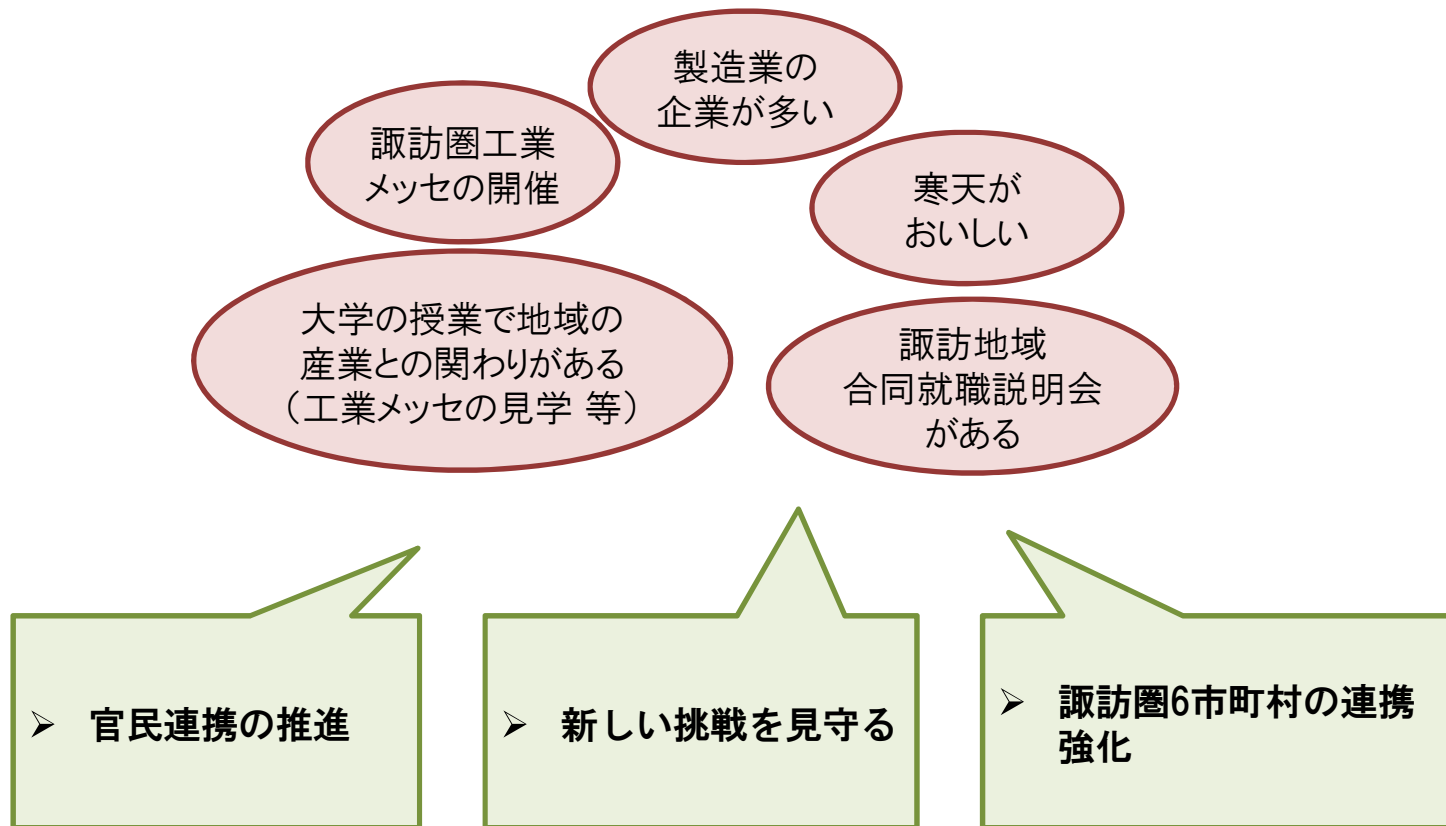 製造業の
企業が多い
諏訪圏工業
メッセの開催
寒天が
おいしい
大学の授業で地域の
産業との関わりがある
（工業メッセの見学 等）
諏訪地域
合同就職説明会
がある
➢ 官民連携の推進
➢ 新しい挑戦を見守る
➢ 諏訪圏6市町村の連携
強化